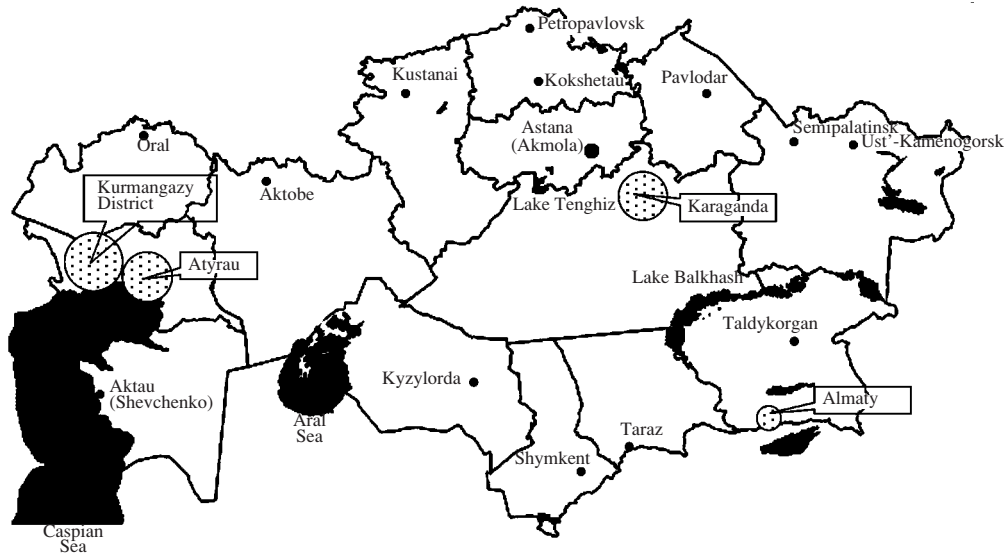 Petropavlovsk
Kustanai
Kokshetau
Pavlodar
Astana
(Akmola)
Semipalatinsk
Ust'-Kamenogorsk
Oral
Kurmangazy
District
Aktobe
Lake Tenghiz
Karaganda
Atyrau
Lake Balkhash
Taldykorgan
Aktau
(Shevchenko)
Kyzylorda
Almaty
Aral
Sea
Taraz
Shymkent
Caspian
Sea